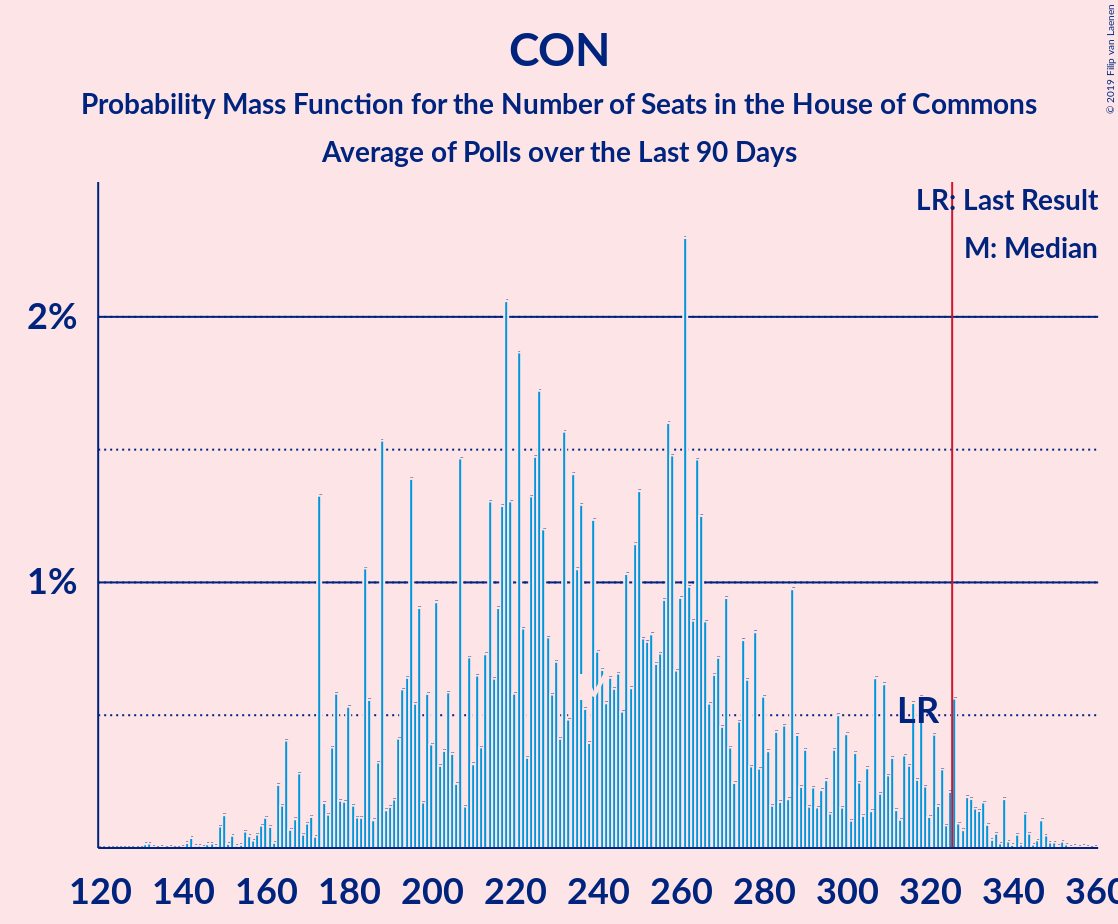 CON
Probability Mass Function for the Number of Seats in the House of Commons
Average of Polls over the Last 90 Days
© 2019 Filip van Laenen
LR: Last Result
M: Median
2%
1%
LR
120 140 160 180 200 220 240 260 280 300 320 340 360